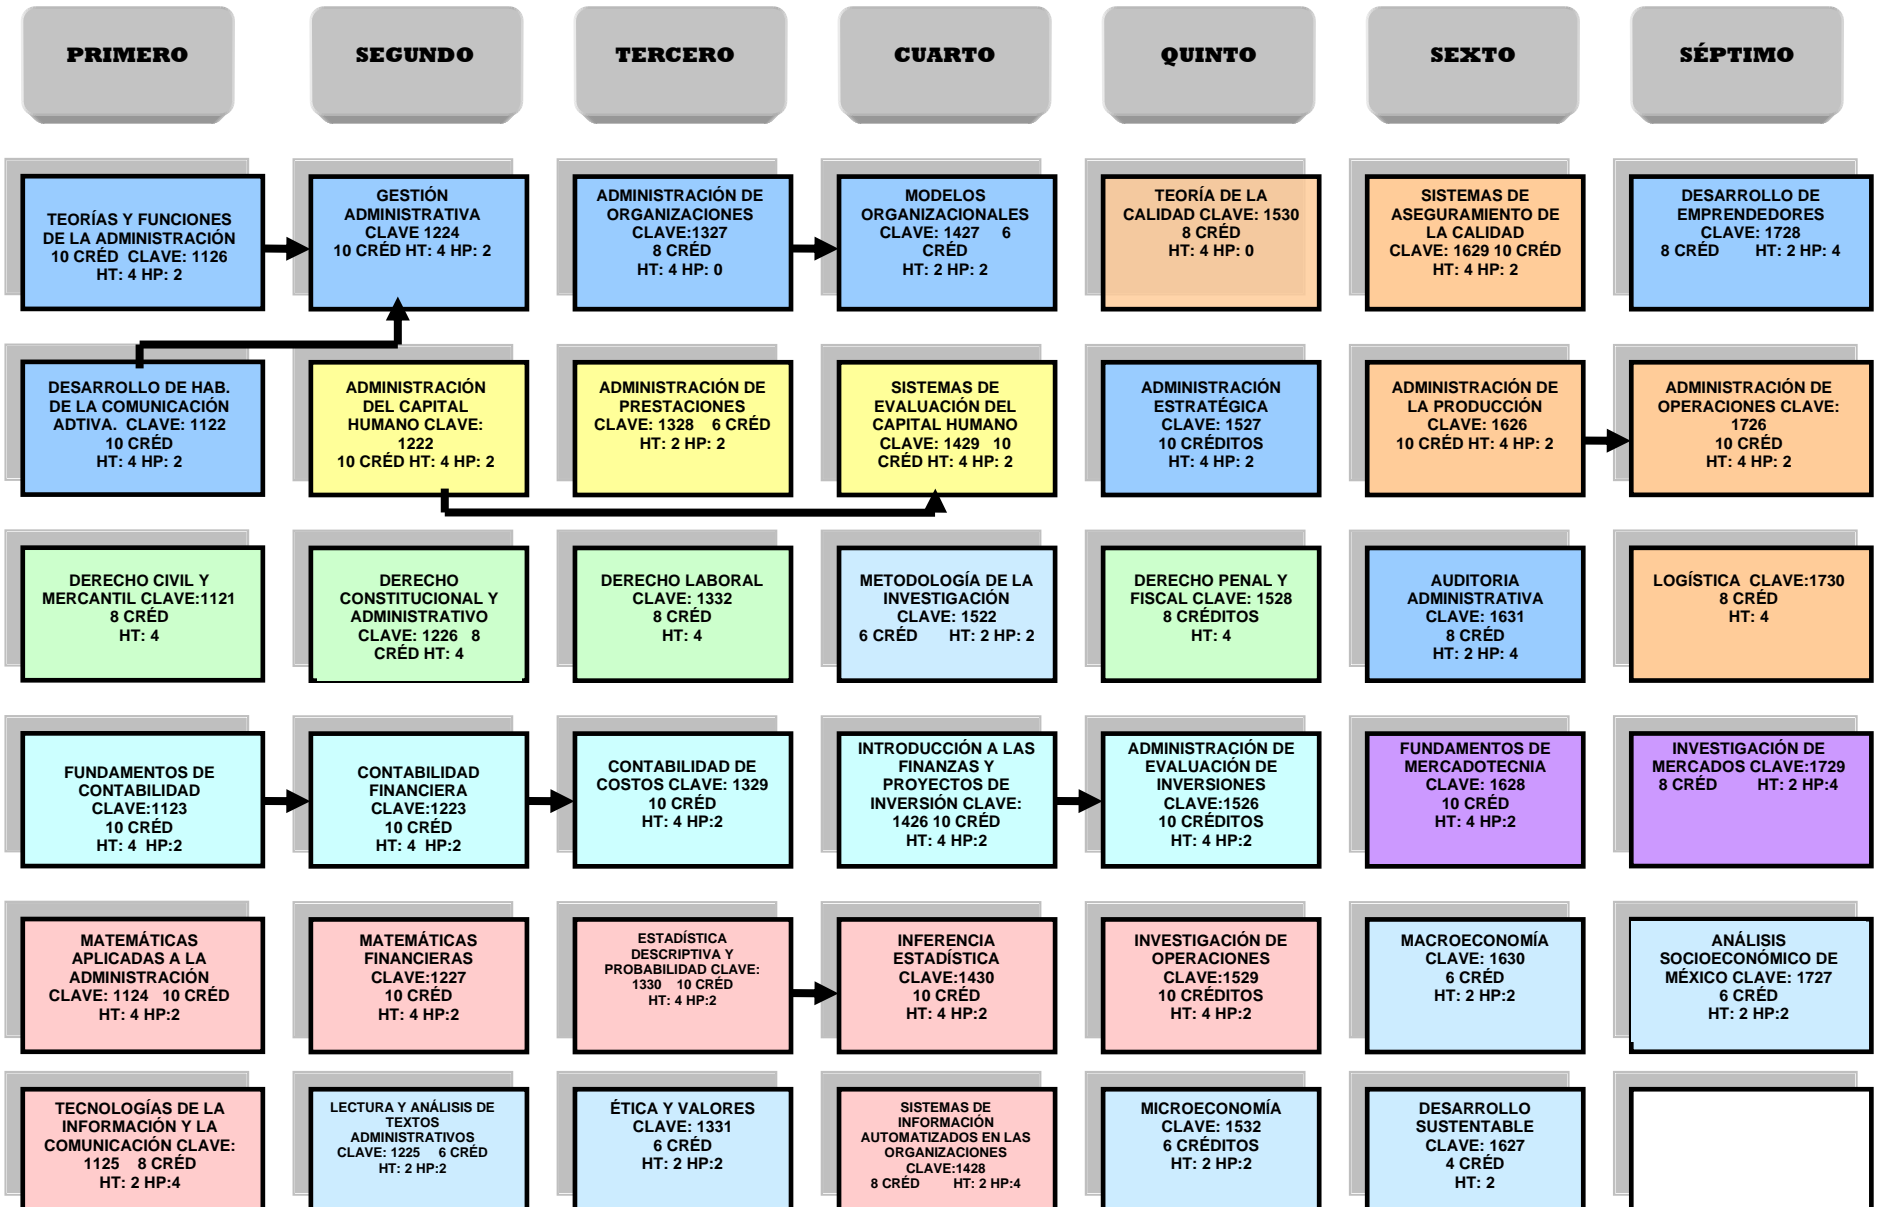 PRIMERO
SEGUNDO
TERCERO
CUARTO
QUINTO
SEXTO
SÉPTIMO
TEORÍAS Y FUNCIONES
DE LA ADMINISTRACIÓN
10 CRÉD CLAVE: 1126
HT: 4 HP: 2
GESTIÓN
ADMINISTRATIVA
CLAVE 1224
10 CRÉD HT: 4 HP: 2
ADMINISTRACIÓN DE
ORGANIZACIONES
CLAVE:1327
8 CRÉD
HT: 4 HP: 0
MODELOS
ORGANIZACIONALES
CLAVE: 1427 6
CRÉD
HT: 2 HP: 2
TEORÍA DE LA
CALIDAD CLAVE: 1530
8 CRÉD
HT: 4 HP: 0
SISTEMAS DE
ASEGURAMIENTO DE
LA CALIDAD
CLAVE: 1629 10 CRÉD
HT: 4 HP: 2
DESARROLLO DE
EMPRENDEDORES
CLAVE: 1728
8 CRÉD HT: 2 HP: 4
DESARROLLO DE HAB.
DE LA COMUNICACIÓN
ADTIVA. CLAVE: 1122
10 CRÉD
HT: 4 HP: 2
ADMINISTRACIÓN
DEL CAPITAL
HUMANO CLAVE:
1222
10 CRÉD HT: 4 HP: 2
ADMINISTRACIÓN DE
PRESTACIONES
CLAVE: 1328 6 CRÉD
HT: 2 HP: 2
SISTEMAS DE
EVALUACIÓN DEL
CAPITAL HUMANO
CLAVE: 1429 10
CRÉD HT: 4 HP: 2
ADMINISTRACIÓN
ESTRATÉGICA
CLAVE: 1527
10 CRÉDITOS
HT: 4 HP: 2
ADMINISTRACIÓN DE
LA PRODUCCIÓN
CLAVE: 1626
10 CRÉD HT: 4 HP: 2
ADMINISTRACIÓN DE
OPERACIONES CLAVE:
1726
10 CRÉD
HT: 4 HP: 2
DERECHO CIVIL Y
MERCANTIL CLAVE:1121
8 CRÉD
HT: 4
DERECHO
CONSTITUCIONAL Y
ADMINISTRATIVO
CLAVE: 1226 8
CRÉD HT: 4
DERECHO LABORAL
CLAVE: 1332
8 CRÉD
HT: 4
METODOLOGÍA DE LA
INVESTIGACIÓN
CLAVE: 1522
6 CRÉD HT: 2 HP: 2
DERECHO PENAL Y
FISCAL CLAVE: 1528
8 CRÉDITOS
HT: 4
AUDITORIA
ADMINISTRATIVA
CLAVE: 1631
8 CRÉD
HT: 2 HP: 4
LOGÍSTICA CLAVE:1730
8 CRÉD
HT: 4
FUNDAMENTOS DE
CONTABILIDAD
CLAVE:1123
10 CRÉD
HT: 4 HP:2
CONTABILIDAD
FINANCIERA
CLAVE:1223
10 CRÉD
HT: 4 HP:2
CONTABILIDAD DE
COSTOS CLAVE: 1329
10 CRÉD
HT: 4 HP:2
INTRODUCCIÓN A LAS
FINANZAS Y
PROYECTOS DE
INVERSIÓN CLAVE:
1426 10 CRÉD
HT: 4 HP:2
ADMINISTRACIÓN DE
EVALUACIÓN DE
INVERSIONES
CLAVE:1526
10 CRÉDITOS
HT: 4 HP:2
FUNDAMENTOS DE
MERCADOTECNIA
CLAVE: 1628
10 CRÉD
HT: 4 HP:2
INVESTIGACIÓN DE
MERCADOS CLAVE:1729
8 CRÉD HT: 2 HP:4
MATEMÁTICAS
APLICADAS A LA
ADMINISTRACIÓN
CLAVE: 1124 10 CRÉD
HT: 4 HP:2
MATEMÁTICAS
FINANCIERAS
CLAVE:1227
10 CRÉD
HT: 4 HP:2
ESTADÍSTICA
DESCRIPTIVA Y
PROBABILIDAD CLAVE:
1330 10 CRÉD
HT: 4 HP:2
INFERENCIA
ESTADÍSTICA
CLAVE:1430
10 CRÉD
HT: 4 HP:2
INVESTIGACIÓN DE
OPERACIONES
CLAVE:1529
10 CRÉDITOS
HT: 4 HP:2
MACROECONOMÍA
CLAVE: 1630
6 CRÉD
HT: 2 HP:2
ANÁLISIS
SOCIOECONÓMICO DE
MÉXICO CLAVE: 1727
6 CRÉD
HT: 2 HP:2
TECNOLOGÍAS DE LA
INFORMACIÓN Y LA
COMUNICACIÓN CLAVE:
1125 8 CRÉD
HT: 2 HP:4
LECTURA Y ANÁLISIS DE
TEXTOS
ADMINISTRATIVOS
CLAVE: 1225 6 CRÉD
HT: 2 HP:2
ÉTICA Y VALORES
CLAVE: 1331
6 CRÉD
HT: 2 HP:2
SISTEMAS DE
INFORMACIÓN
AUTOMATIZADOS EN LAS
ORGANIZACIONES
CLAVE:1428
8 CRÉD HT: 2 HP:4
MICROECONOMÍA
CLAVE: 1532
6 CRÉDITOS
HT: 2 HP:2
DESARROLLO
SUSTENTABLE
CLAVE: 1627
4 CRÉD
HT: 2